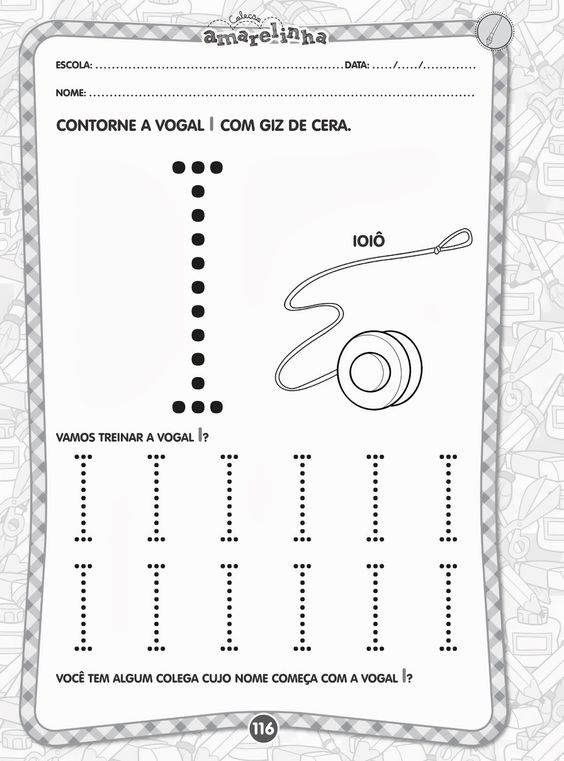 Coleção
amarelinha
ESCOLA: ........................................................................ DATA: ...../...../............
NOME: ................................................................................................................
CONTORNE A VOGAL I COM GIZ DE CERA.
I
IOIÔ
VAMOS TREINAR A VOGAL I?
I I I I I I
I I I I I I
VOCÊ TEM ALGUM COLEGA CUJO NOME COMEÇA COM A VOGAL I?
116